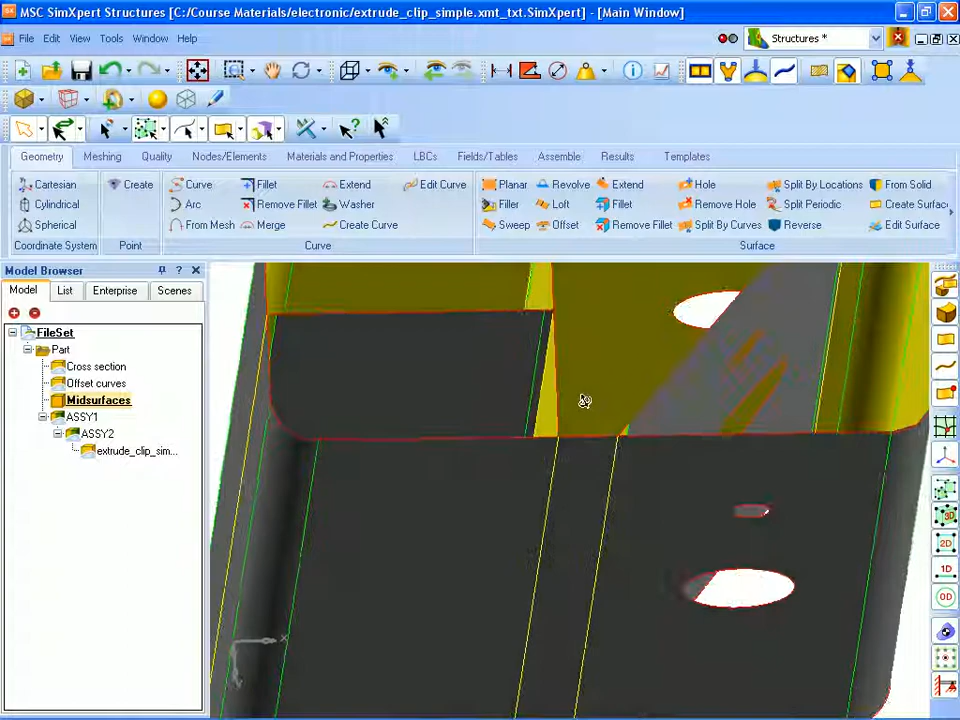 MSC SimXpert Structures [C:/Course Materials/electronic/extrude_clip_simple.xmt_txt.SimXpert] - [Main Window]
File Edit View Tools Window Help
Structures *
Geometry Meshing Quality Nodes/Elements Materials and Properties LBCs Fields/Tables Assemble Results Templates
Cartesian Create Curve Fillet Extend Edit Curve Planar Revolve Extend Hole Split By Locations From Solid
Cylindrical Arc Remove Fillet Washer Filler Loft Fillet Remove Hole Split Periodic Create Surfac
Spherical From Mesh Merge Create Curve Sweep Offset Remove Fillet Split By Curves Reverse Edit Surface
Coordinate System Point Curve Surface
Model Browser
Model List Enterprise Scenes
FileSet
Part
Cross section
Offset curves
Midsurfaces
ASSY1
ASSY2
extrude_clip_sim...
3D
2D
1D
0D
X